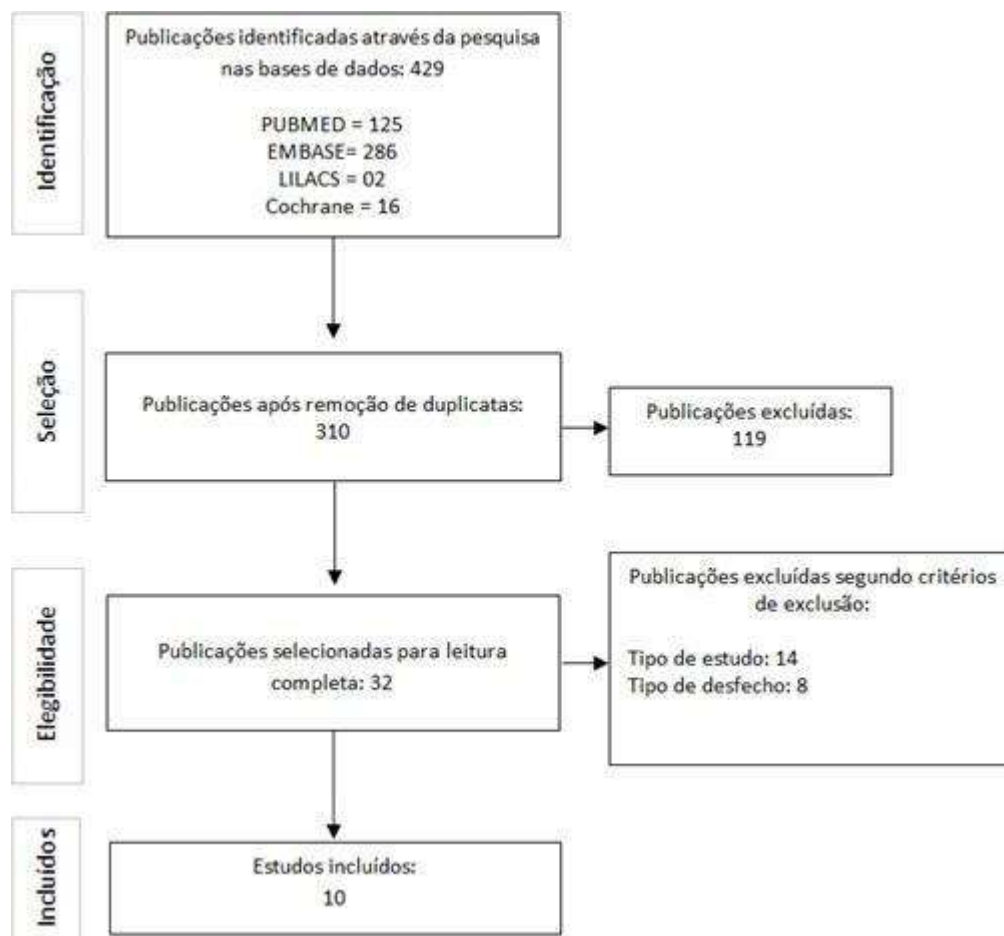 Identificação
Publicações identificadas através da pesquisa
nas bases de dados: 429
PUBMED = 125
EMBASE= 286
LILACS = 02
Cochrane = 16
Seleção
Publicações após remoção de duplicatas:
310
Publicações excluídas:
119
Elegibilidade
Publicações selecionadas para leitura
completa: 32
Publicações excluídas segundo critérios
de exclusão:
Tipo de estudo: 14
Tipo de desfecho: 8
Incluídos
Estudos incluídos:
10